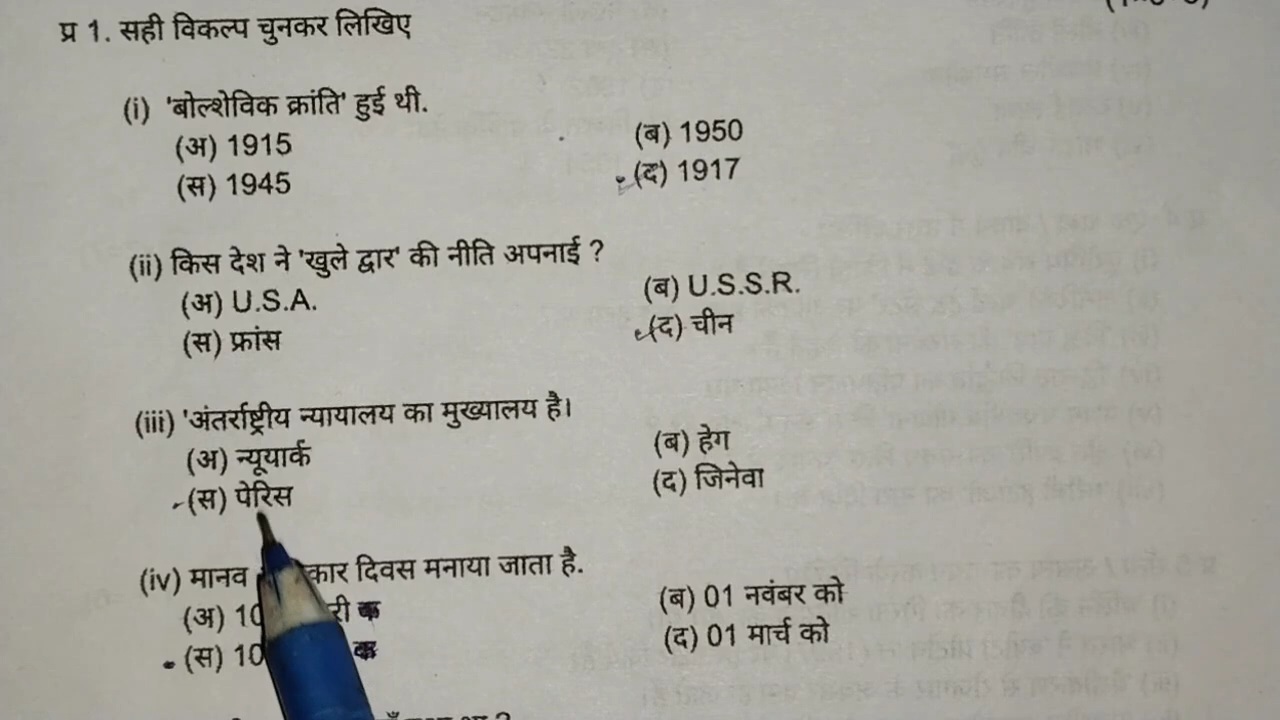 प्र 1. सही विकल्प चुनकर लिखिए
(i) 'बोल्शेविक क्रांति' हुई थी.
(अ) 1915 (ब) 1950
(स) 1945 (द) 1917
(ii) किस देश ने 'खुले द्वार' की नीति अपनाई ?
(अ) U.S.A. (ब) U.S.S.R.
(स) फ्रांस (द) चीन
(iii) 'अंतर्राष्ट्रीय न्यायालय का मुख्यालय है।
(अ) न्यूयार्क (ब) हेग
(स) पेरिस (द) जिनेवा
(iv) मानव दिवस मनाया जाता है.
(अ) 10 (ब) 01 नवंबर को
(स) 10 (द) 01 मार्च को